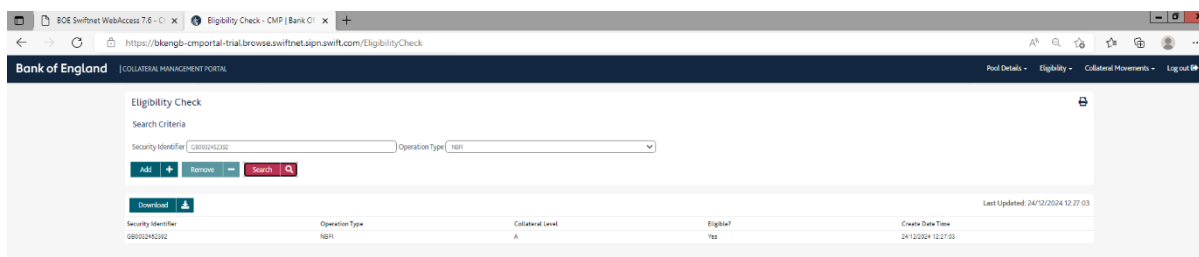 BOE Swiftnet WebAccess 7.6 - Cl
Eligibility Check - CMP | Bank Of
https://bkengb-cmportal-trial.browse.swiftnet.sipn.swift.com/EligibilityCheck
Bank of England | COLLATERAL MANAGEMENT PORTAL Pool Details Eligibility Collateral Movements Log out
Eligibility Check
Search Criteria
Security Identifier GB0032452392 Operation Type NBFI
Add Remove Search
Download Last Updated: 24/12/2024 12:27:03
Security Identifier Operation Type Collateral Level Eligible? Create Date Time
GB0032452392 NBFI A Yes 24/12/2024 12:27:03